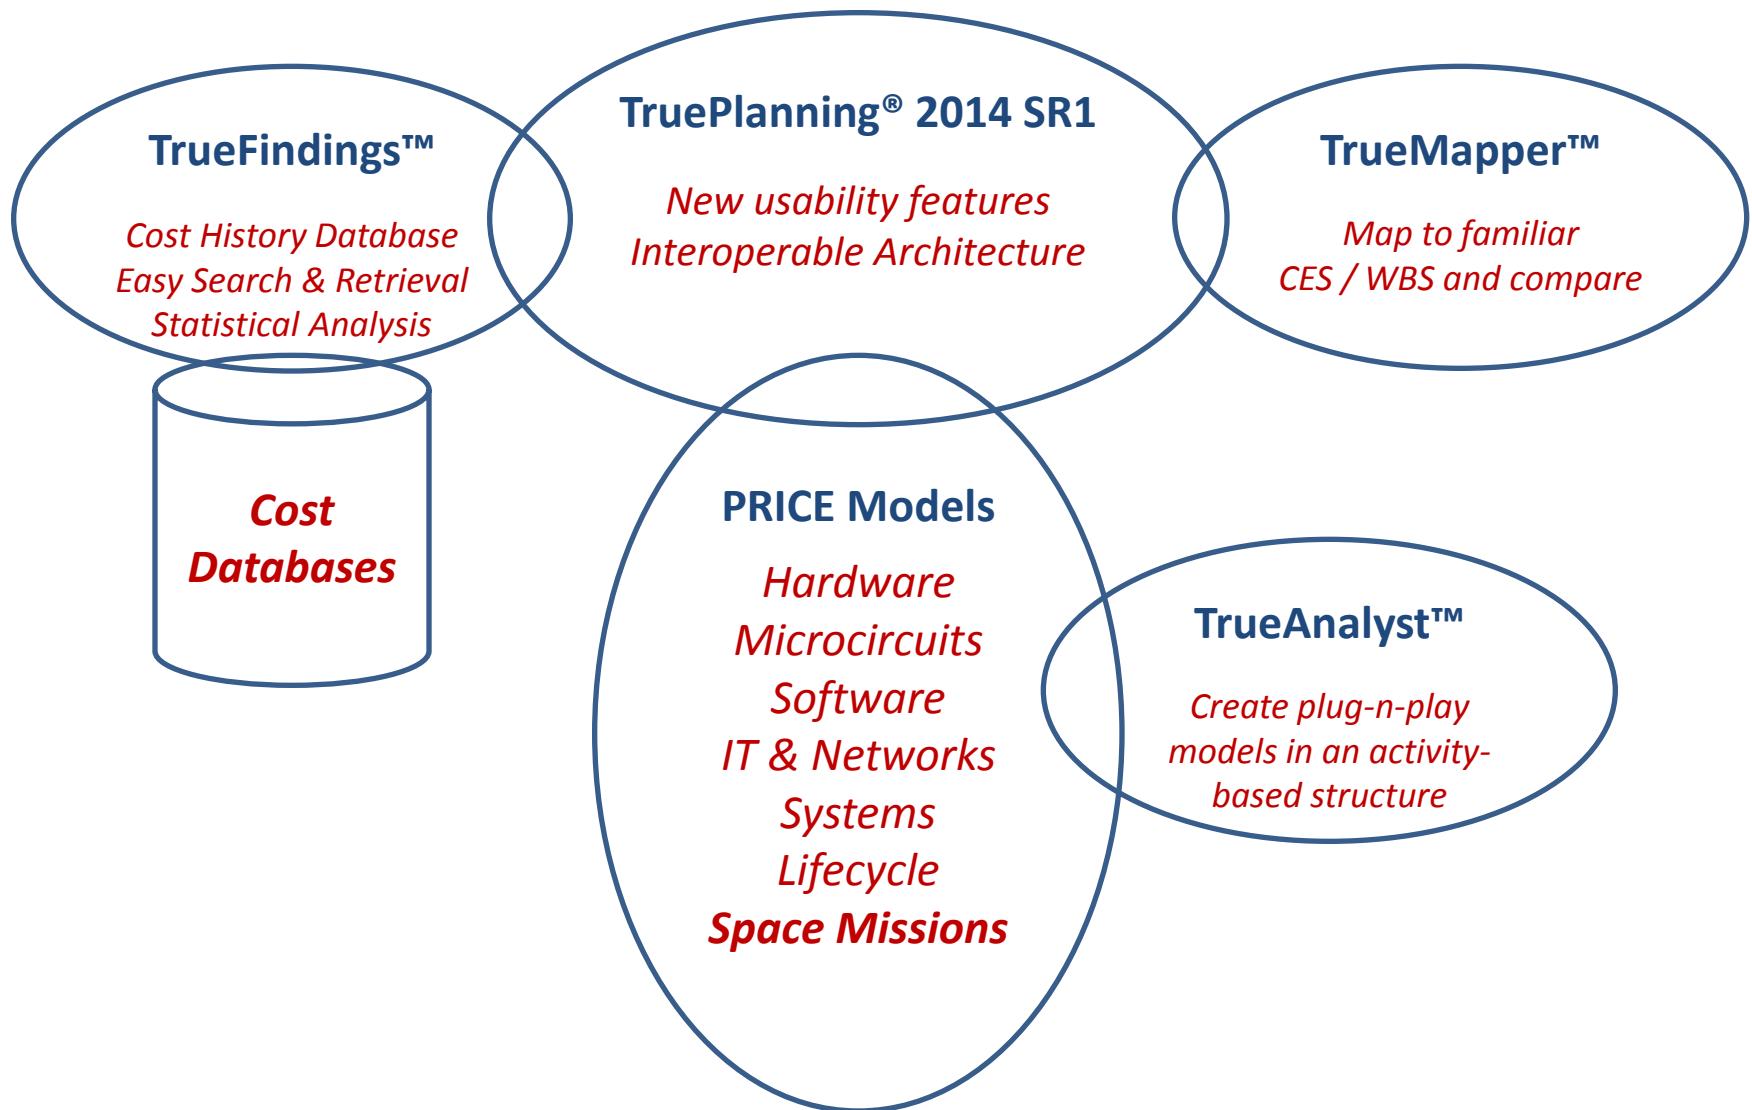 TrueFindings™
Cost History Database
Easy Search & Retrieval
Statistical Analysis
TruePlanning® 2014 SR1
New usability features
Interoperable Architecture
TrueMapper™
Map to familiar
CES / WBS and compare
Cost
Databases
PRICE Models
Hardware
Microcircuits
Software
IT & Networks
Systems
Lifecycle
Space Missions
TrueAnalyst™
Create plug-n-play
models in an activity-
based structure